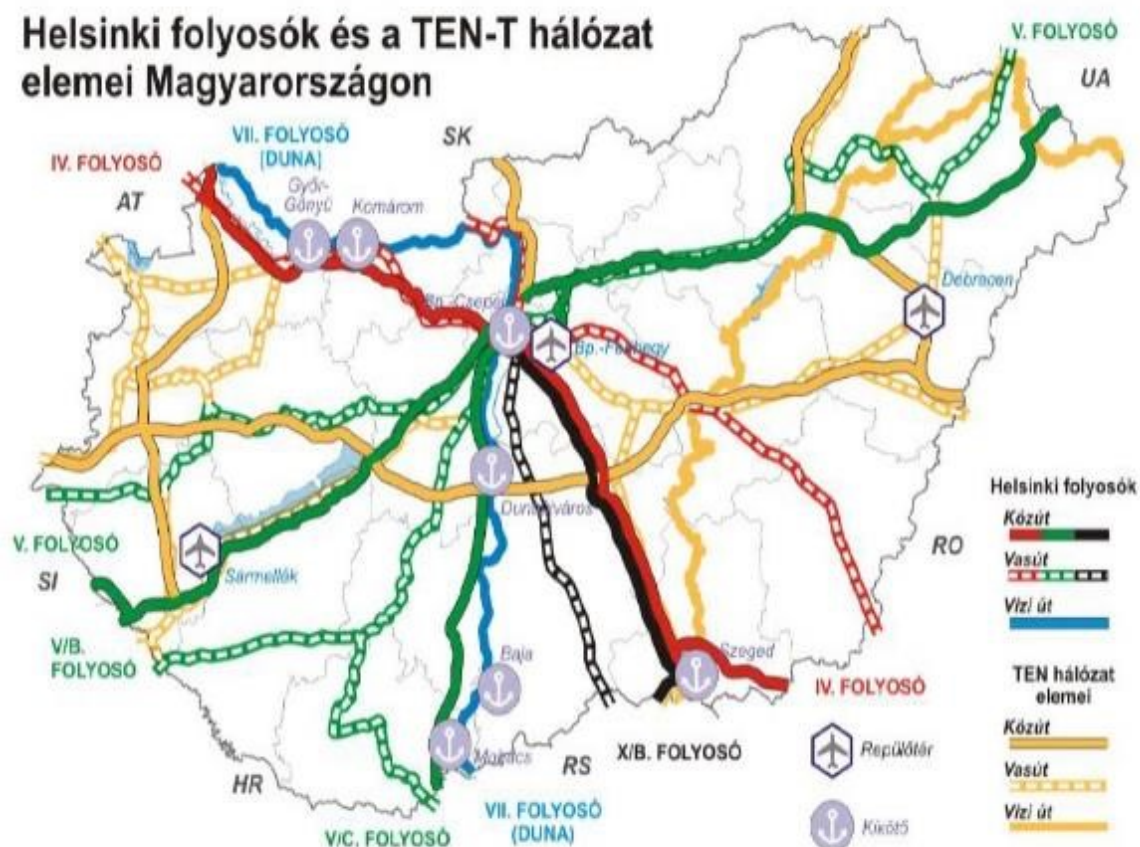 Helsinki folyosók és a TEN-T hálózat
elemei Magyarországon
V. FOLYOSÓ
UA
SK
VII. FOLYOSÓ
(DUNA)
IV. FOLYOSÓ
AT
Győr-
Gönyű
Komárom
Bp.-Csepel
Bp.-Ferihegy
Debrecen
Dunaújváros
V. FOLYOSÓ
SI
Sármellék
V/B.
FOLYOSÓ
Baja
Szeged
RO
IV. FOLYOSÓ
Mohács
HR
RS
X/B. FOLYOSÓ
VII. FOLYOSÓ
(DUNA)
V/C. FOLYOSÓ
Repülőtér
Kikötő
Helsinki folyosók
Közút
Vasút
Vízi út
TEN hálózat
elemei
Közút
Vasút
Vízi út